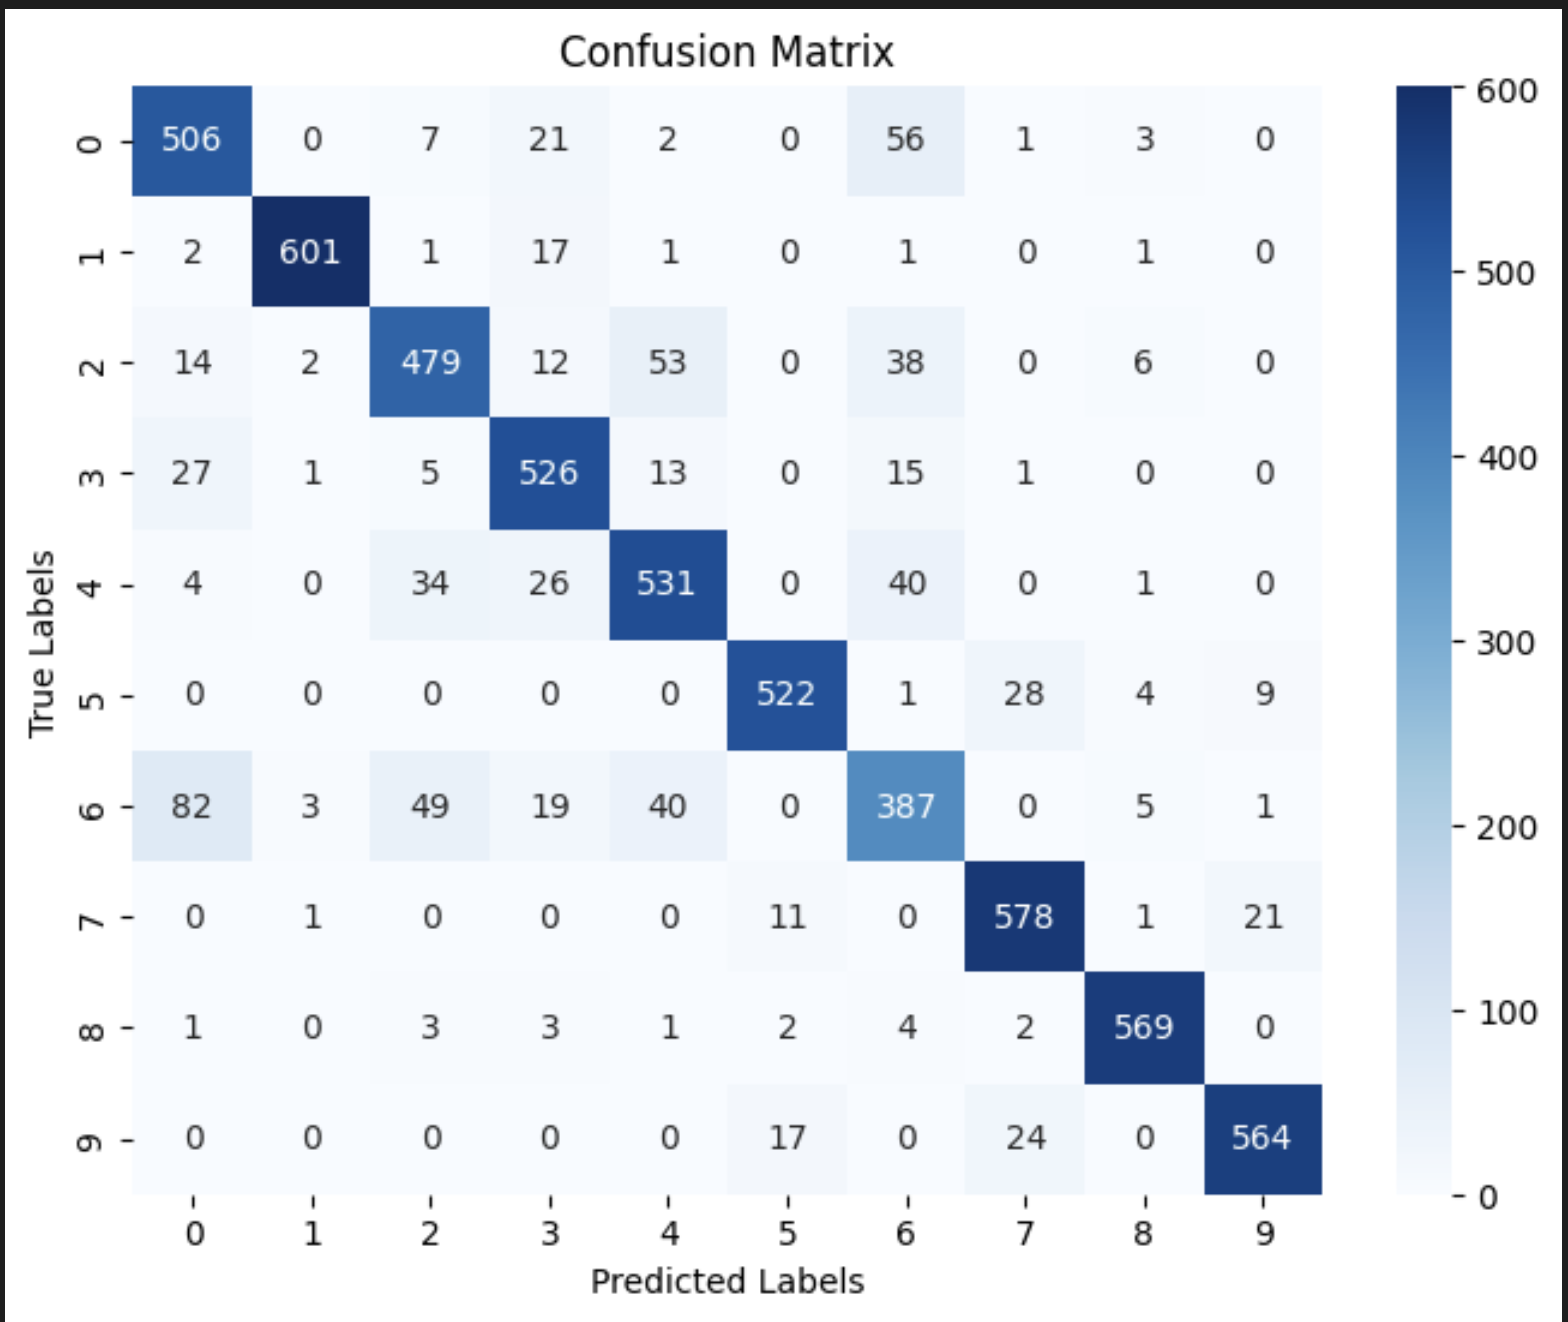 Confusion Matrix
506 0 7 21 2 0 56 1 3 0
2 601 1 17 1 0 1 0 1 0
14 2 479 12 53 0 38 0 6 0
27 1 5 526 13 0 15 1 0 0
4 0 34 26 531 0 40 0 1 0
0 0 0 0 0 522 1 28 4 9
82 3 49 19 40 0 387 0 5 1
0 1 0 0 0 11 0 578 1 21
1 0 3 3 1 2 4 2 569 0
0 0 0 0 0 17 0 24 0 564
0
1
2
3
4
5
6
7
8
9
True Labels
0 1 2 3 4 5 6 7 8 9
Predicted Labels
600
500
400
300
200
100
0